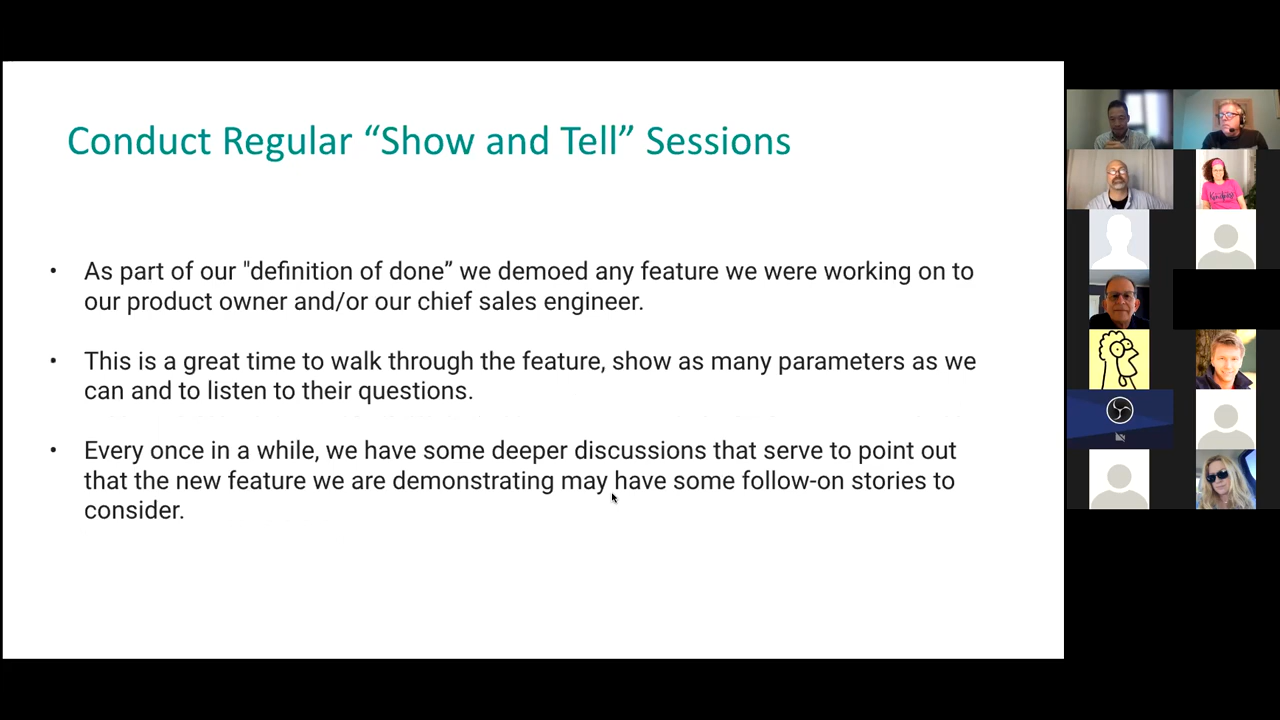 Conduct Regular “Show and Tell” Sessions
• As part of our "definition of done” we demoed any feature we were working on to
our product owner and/or our chief sales engineer.
• This is a great time to walk through the feature, show as many parameters as we
can and to listen to their questions.
• Every once in a while, we have some deeper discussions that serve to point out
that the new feature we are demonstrating may have some follow-on stories to
consider.